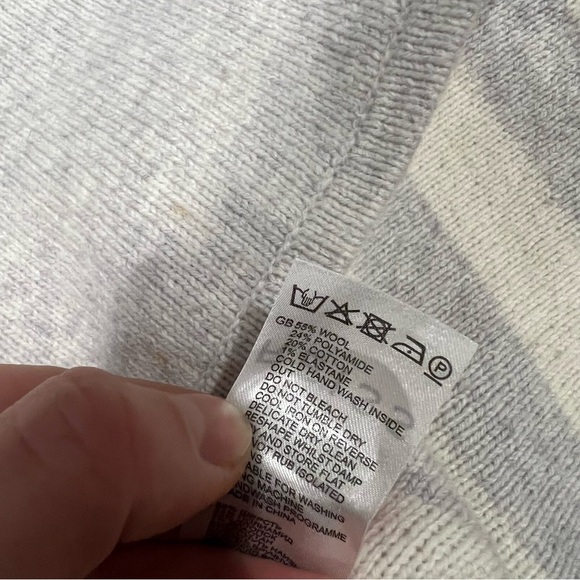 GB 55% WOOL
24% POLYAMIDE
20% COTTON
1% ELASTANE
COLD HAND WASH INSIDE
OUT.
DO NOT BLEACH
DO NOT TUMBLE DRY
COOL IRON ON REVERSE
DELICATE DRY CLEAN
RESHAPE WHILST DAMP
AND STORE FLAT
NOT RUB ISOLATED
FOR WASHING
MACHINE
WASH PROGRAMME
IN CHINA
P